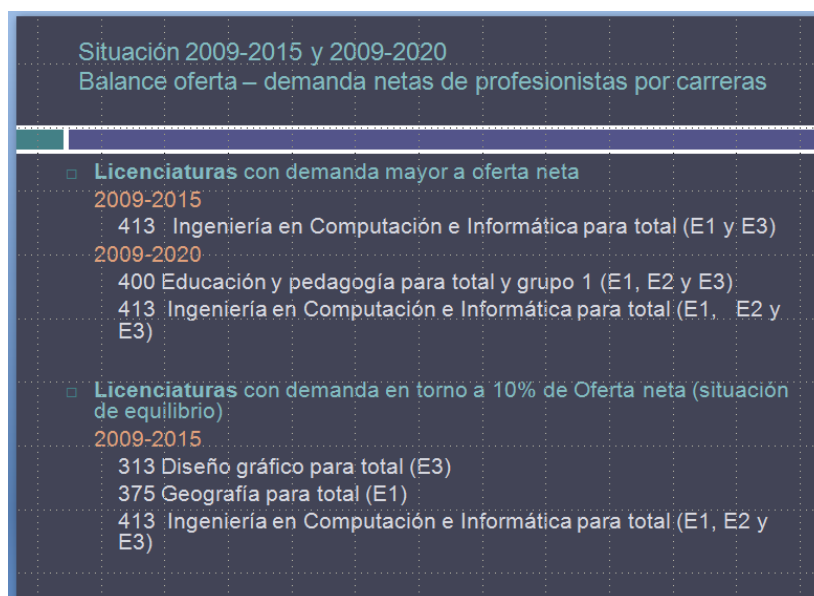 Situación 2009-2015 y 2009-2020
Balance oferta – demanda netas de profesionistas por carreras
Licenciaturas con demanda mayor a oferta neta
2009-2015
413 Ingeniería en Computación e Informática para total (E1 y E3)
2009-2020
400 Educación y pedagogía para total y grupo 1 (E1, E2 y E3)
413 Ingeniería en Computación e Informática para total (E1, E2 y
E3)
Licenciaturas con demanda en torno a 10% de Oferta neta (situación
de equilibrio)
2009-2015
313 Diseño gráfico para total (E3)
375 Geografía para total (E1)
413 Ingeniería en Computación e Informática para total (E1, E2 y
E3)